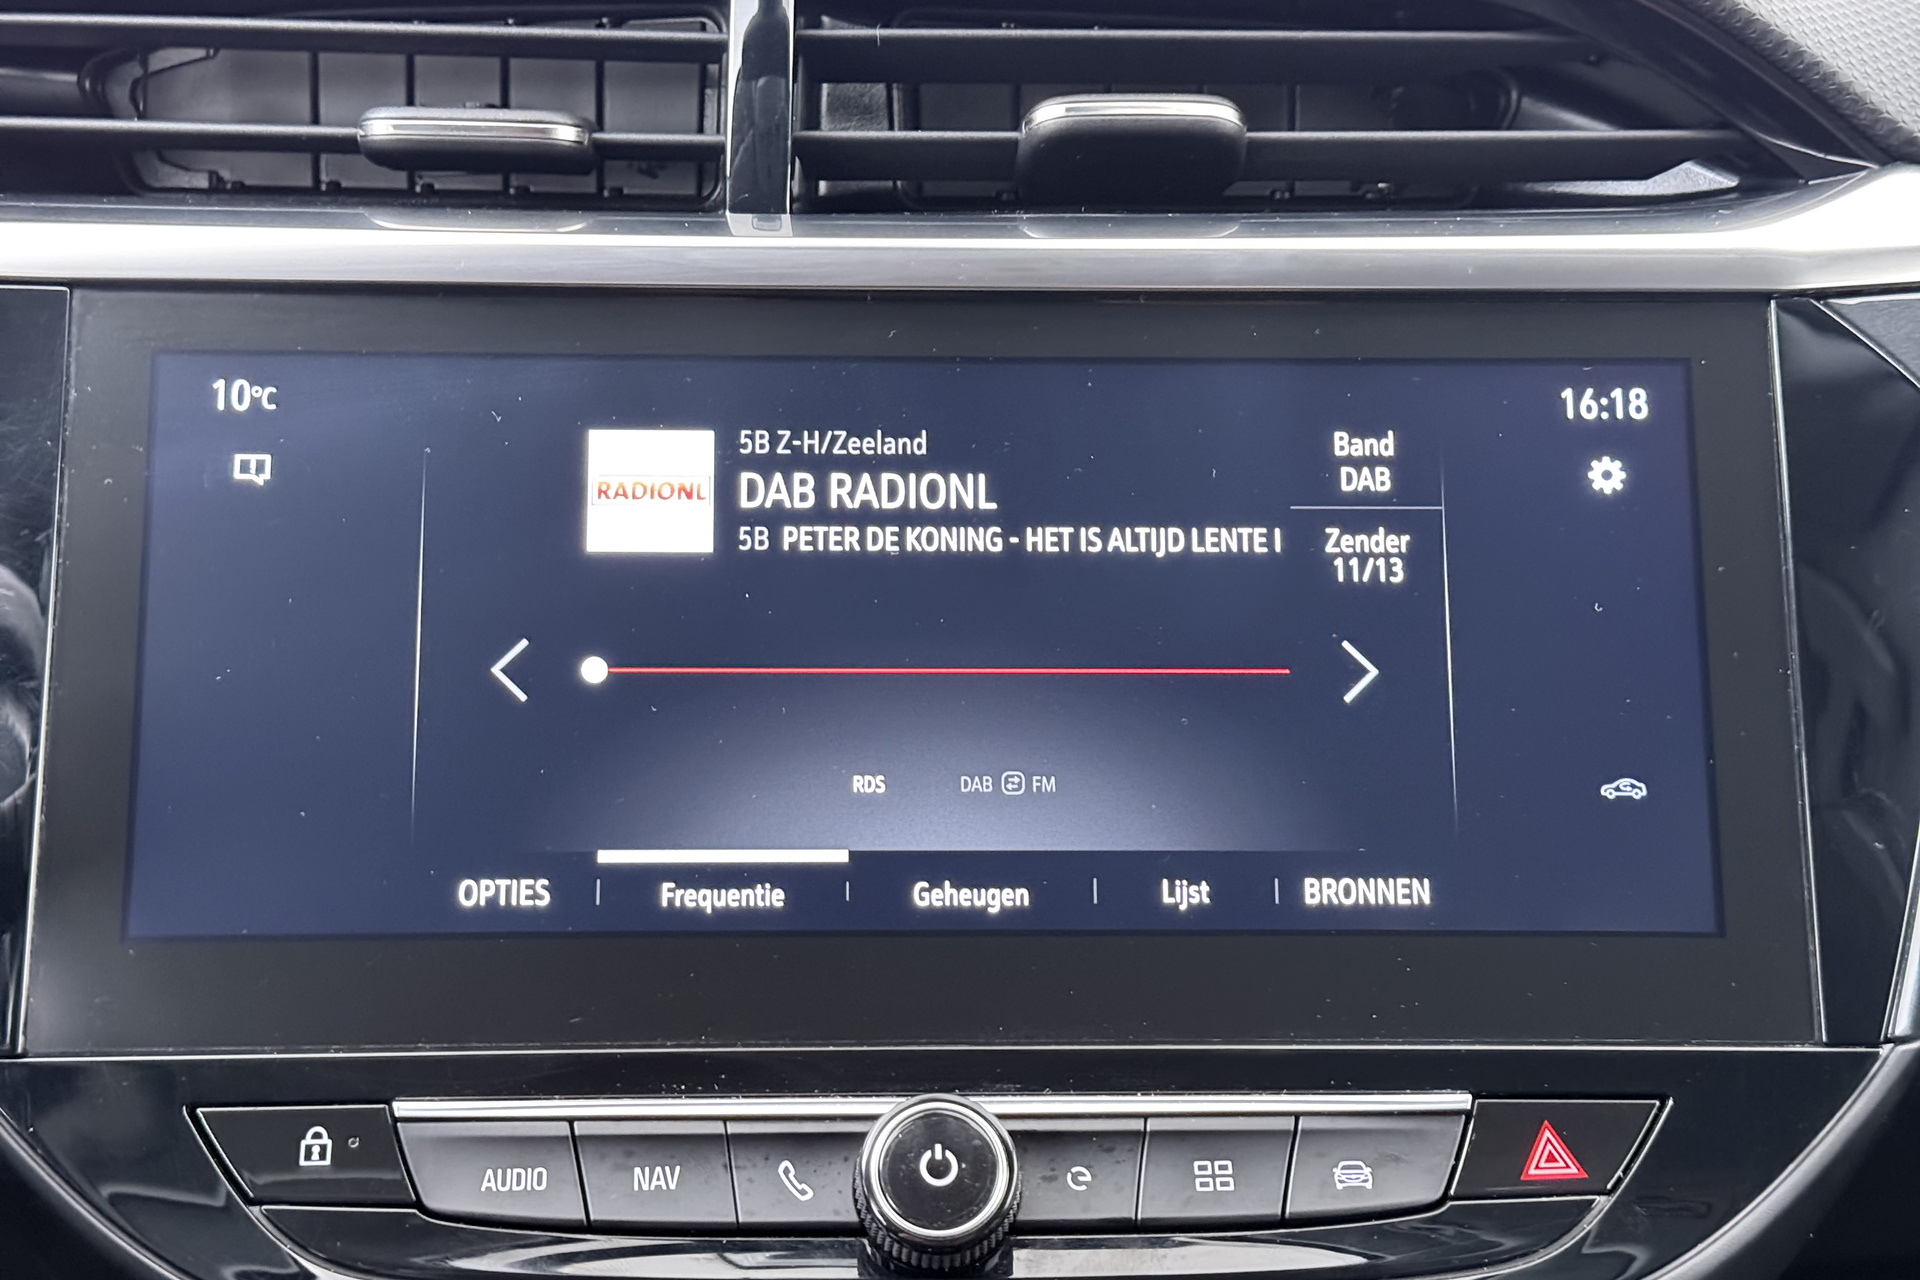 10°C
16:18
RADIONL
5B Z-H/Zeeland
DAB RADIONL
5B PETER DE KONING - HET IS ALTIJD LENTE I
Band
DAB
Zender
11/13
RDS
DAB FM
OPTIES
Frequentie
Geheugen
Lijst
BRONNEN
AUDIO
NAV